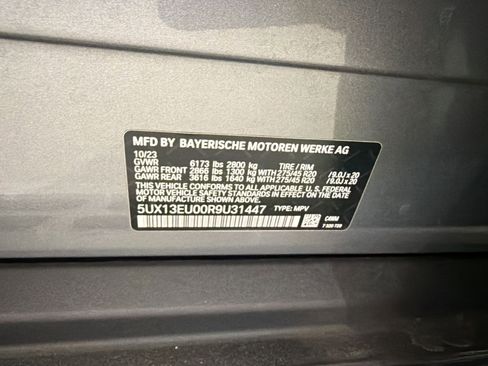 MFD BY BAYERISCHE MOTOREN WERKE AG
10/23
GVWR 6173 lbs 2800 kg TIRE / RIM
GAWR FRONT 2866 lbs 1300 kg WITH 275/45 R20 /9.0J x 20
GAWR REAR 3616 lbs 1640 kg WITH 275/45 R20 /9.0J x 20
THIS VEHICLE CONFORMS TO ALL APPLICABLE U. S. FEDERAL
MOTOR VEHICLE SAFETY STANDARDS IN EFFECT ON THE DATE OF
MANUFACTURE SHOWN ABOVE.
5UX13EU00R9U31447 TYPE: MPV